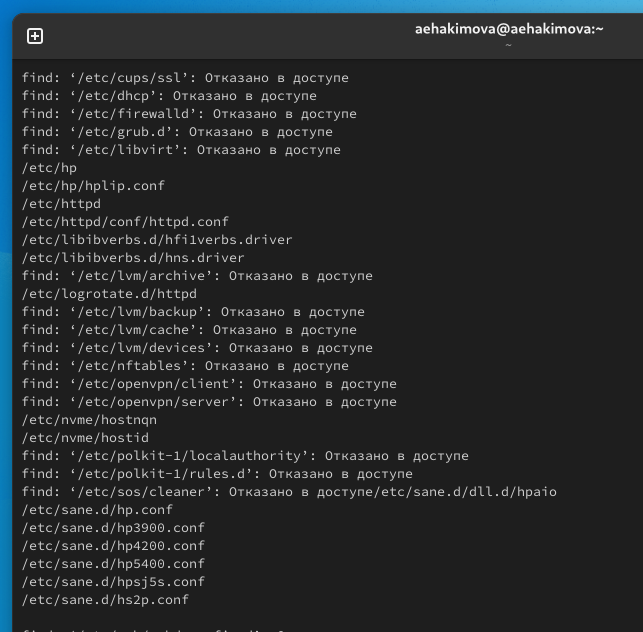 aehakimova@aehakimova:~
~
find: ‘/etc/cups/ssl’: Отказано в доступе
find: ‘/etc/dhcp’: Отказано в доступе
find: ‘/etc/firewalld’: Отказано в доступе
find: ‘/etc/grub.d’: Отказано в доступе
find: ‘/etc/libvirt’: Отказано в доступе
/etc/hp
/etc/hp/hplip.conf
/etc/httpd
/etc/httpd/conf/httpd.conf
/etc/libibverbs.d/hfi1verbs.driver
/etc/libibverbs.d/hns.driver
find: ‘/etc/lvm/archive’: Отказано в доступе
/etc/logrotate.d/httpd
find: ‘/etc/lvm/backup’: Отказано в доступе
find: ‘/etc/lvm/cache’: Отказано в доступе
find: ‘/etc/lvm/devices’: Отказано в доступе
find: ‘/etc/nftables’: Отказано в доступе
find: ‘/etc/openvpn/client’: Отказано в доступе
find: ‘/etc/openvpn/server’: Отказано в доступе
/etc/nvme/hostnqn
/etc/nvme/hostid
find: ‘/etc/polkit-1/localauthority’: Отказано в доступе
find: ‘/etc/polkit-1/rules.d’: Отказано в доступе
find: ‘/etc/sos/cleaner’: Отказано в доступе/etc/sane.d/dll.d/hpaio
/etc/sane.d/hp.conf
/etc/sane.d/hp3900.conf
/etc/sane.d/hp4200.conf
/etc/sane.d/hp5400.conf
/etc/sane.d/hpsj5s.conf
/etc/sane.d/hs2p.conf